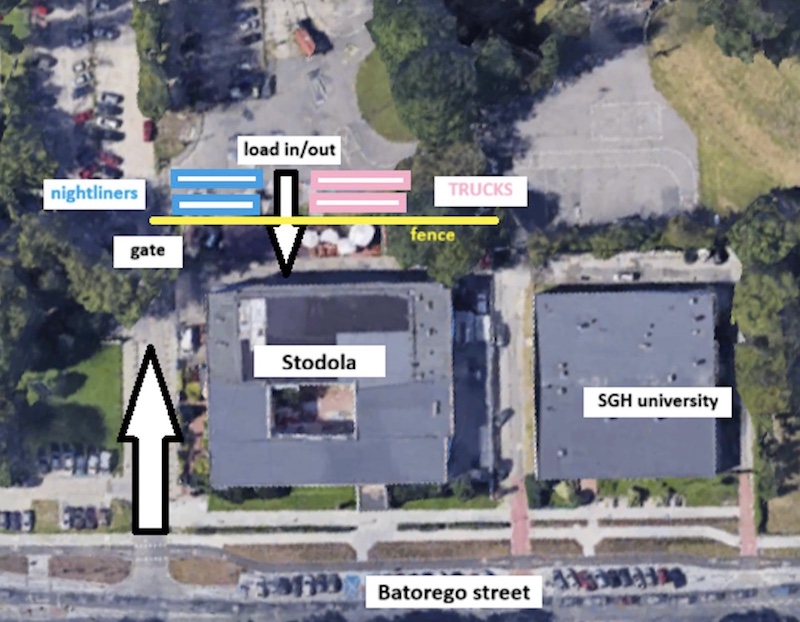 load in/out
nightliners
TRUCKS
fence
gate
Stodola
SGH university
Batorego street